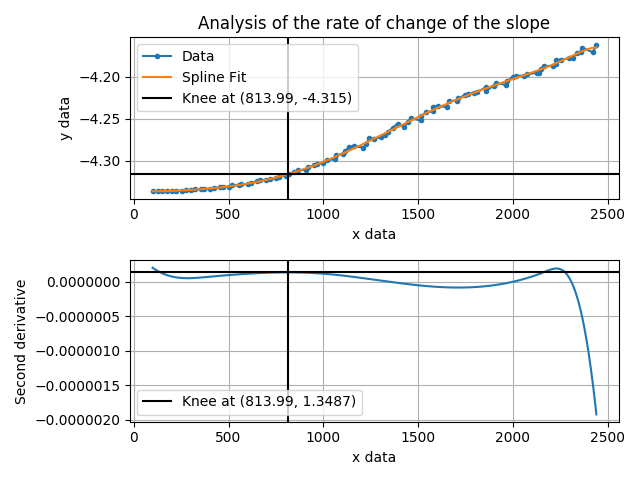 Analysis of the rate of change of the slope
Data
Spline Fit
Knee at (813.99, -4.315)
y data
−4.20
−4.25
−4.30
0 500 1000 1500 2000 2500
x data
Second derivative
0.0000000
−0.0000005
−0.0000010
−0.0000015
−0.0000020
Knee at (813.99, 1.3487)
0 500 1000 1500 2000 2500
x data